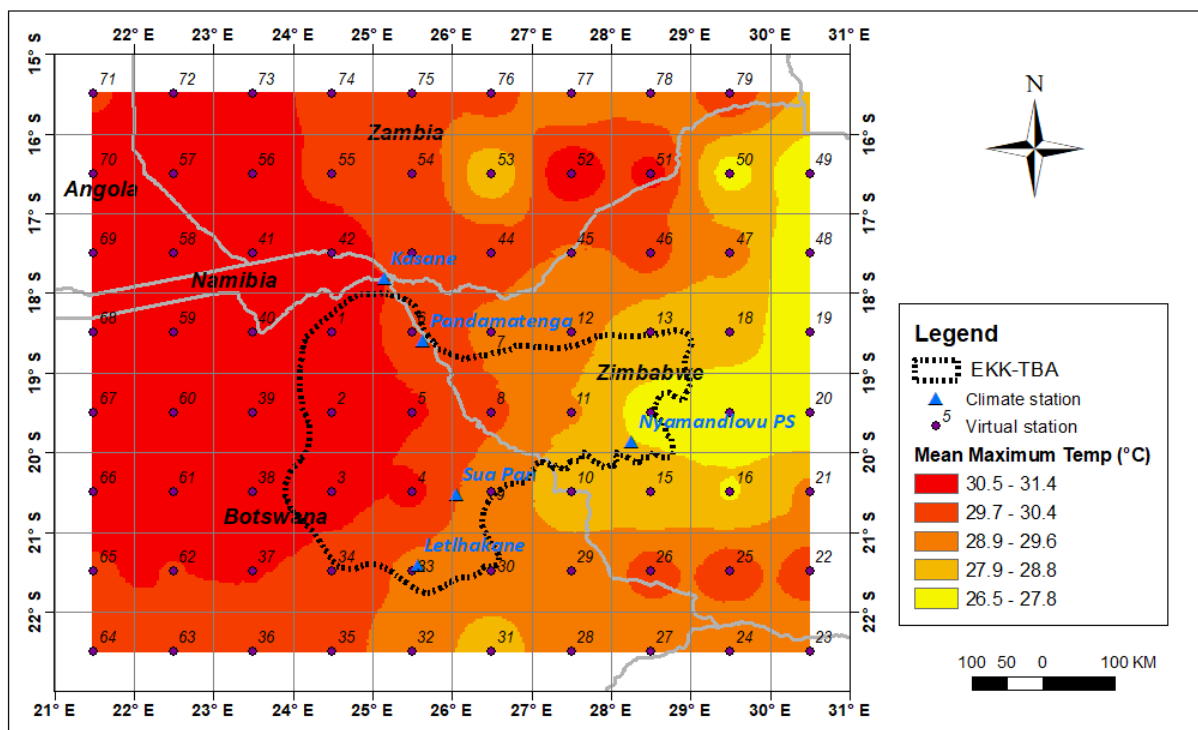 22° E 23° E 24° E 25° E 26° E 27° E 28° E 29° E 30° E 31° E
15° S
15° S
71 72 73 74 75 76 77 78 79
N
16° S
Zambia
16° S
70 57 56 55 54 53 52 51 50 49
Angola
17° S
17° S
69 58 41 42 44 45 46 47 48
Kasane
Namibia
18° S
18° S
68 59 40 1 6 7 12 13 18 19
Pandamatenga
Legend
EKK-TBA
Climate station
5 Virtual station
Mean Maximum Temp (°C)
30.5 - 31.4
29.7 - 30.4
28.9 - 29.6
27.9 - 28.8
26.5 - 27.8
19° S
Zimbabwe
19° S
67 60 39 2 5 8 11 20
Nyamandlovu PS
20° S
20° S
66 61 38 3 4 9 10 15 16 21
Sua Pan
Botswana
21° S
21° S
65 62 37 34 33 30 29 26 25 22
Letlhakane
22° S
22° S
64 63 36 35 32 31 28 27 24 23
100 50 0 100 KM
21° E 22° E 23° E 24° E 25° E 26° E 27° E 28° E 29° E 30° E 31° E